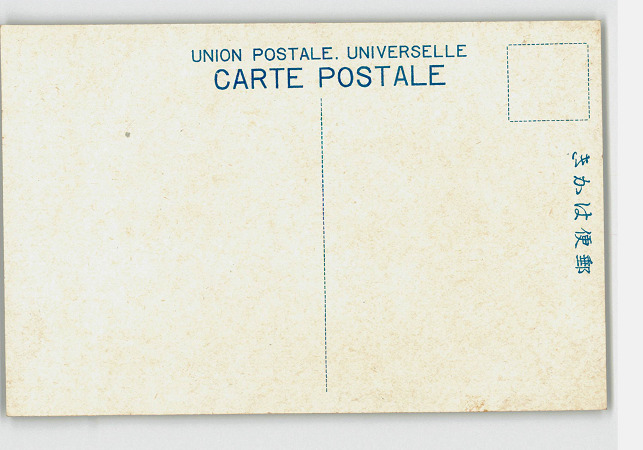 UNION POSTALE. UNIVERSELLE
CARTE POSTALE
きかは便郵